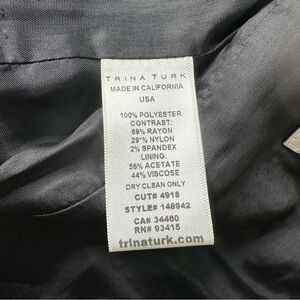 TRINA TURK
MADE IN CALIFORNIA
USA
100% POLYESTER
CONTRAST:
69% RAYON
29% NYLON
2% SPANDEX
LINING:
56% ACETATE
44% VISCOSE
DRY CLEAN ONLY
CUT# 4918
STYLE# 148942
CA# 34460
RN# 93415
trinaturk.com